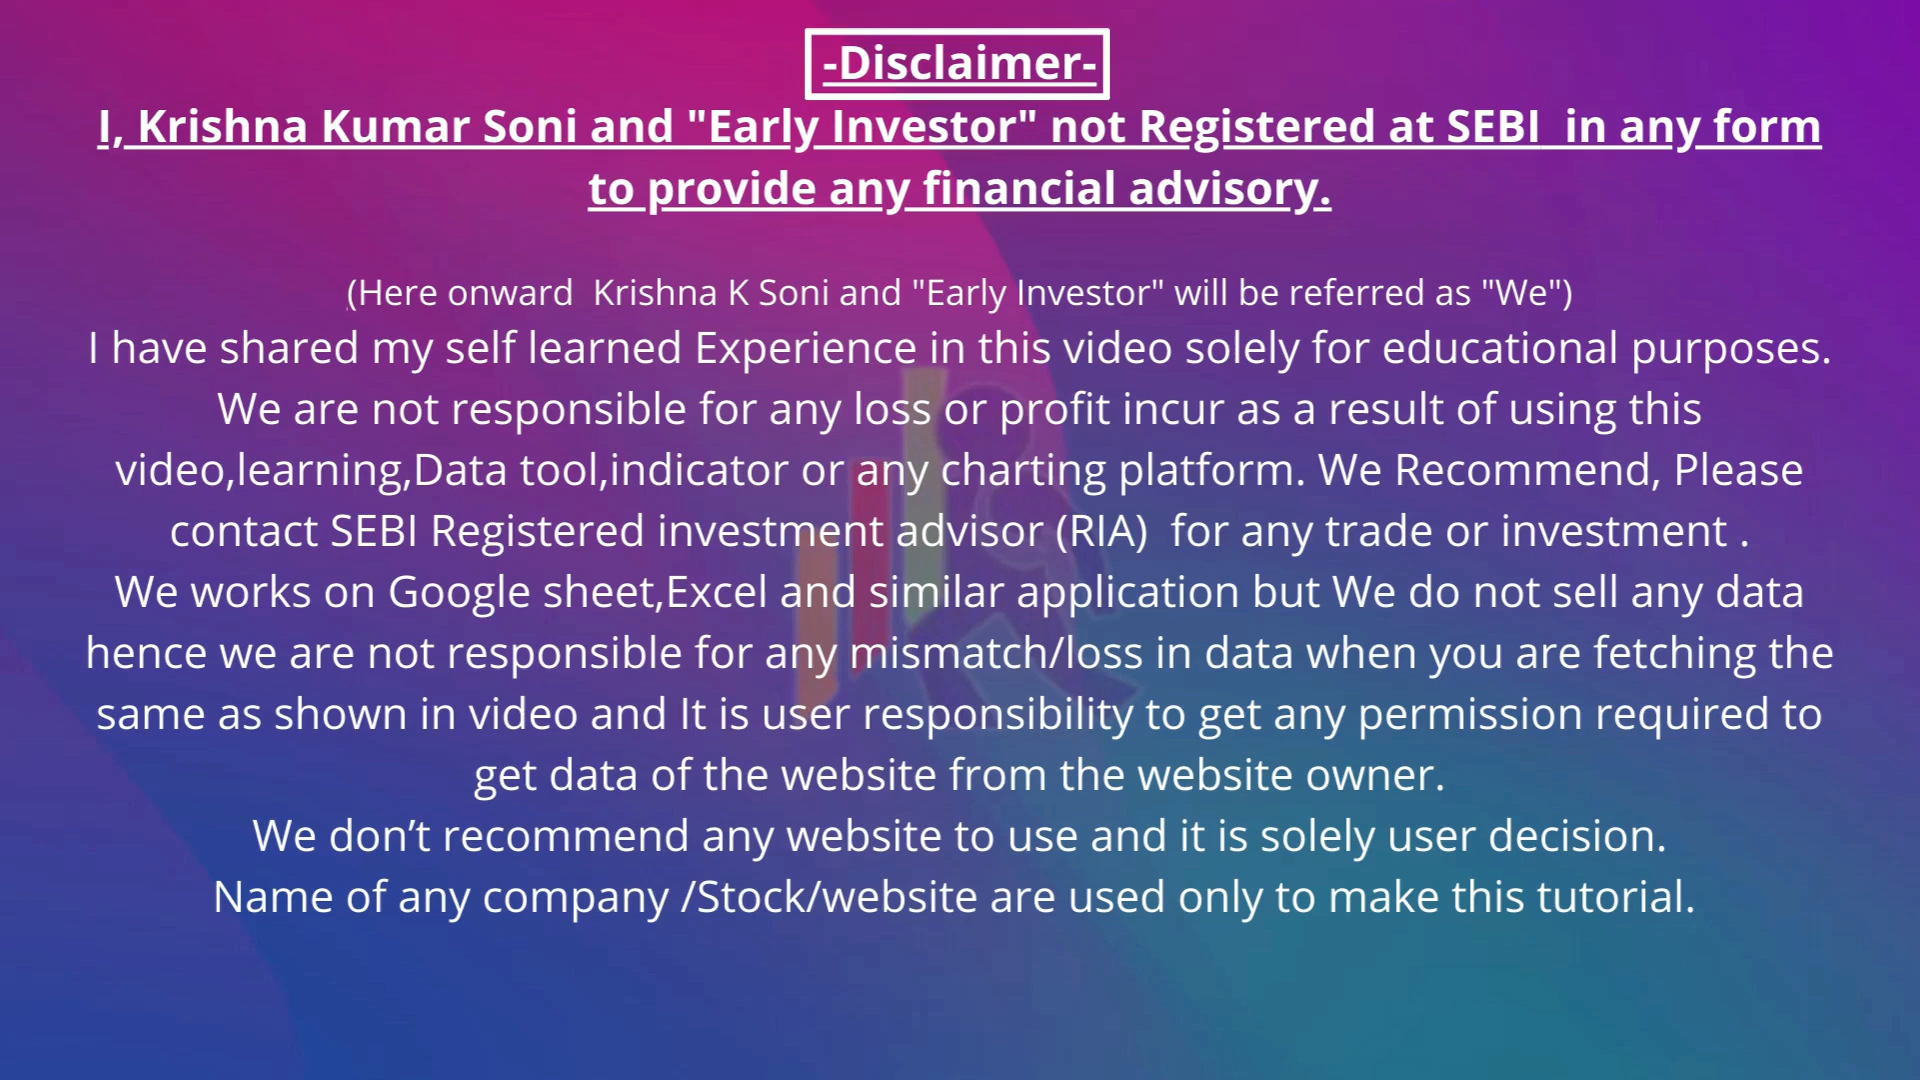 -Disclaimer-
I, Krishna Kumar Soni and "Early Investor" not Registered at SEBI  in any form
to provide any financial advisory.
(Here onward  Krishna K Soni and "Early Investor" will be referred as "We")
I have shared my self learned Experience in this video solely for educational purposes.
We are not responsible for any loss or profit incur as a result of using this
video,learning,Data tool,indicator or any charting platform. We Recommend, Please
contact SEBI Registered investment advisor (RIA)  for any trade or investment .
We works on Google sheet,Excel and similar application but We do not sell any data
hence we are not responsible for any mismatch/loss in data when you are fetching the
same as shown in video and It is user responsibility to get any permission required to
get data of the website from the website owner.
We don’t recommend any website to use and it is solely user decision.
Name of any company /Stock/website are used only to make this tutorial.